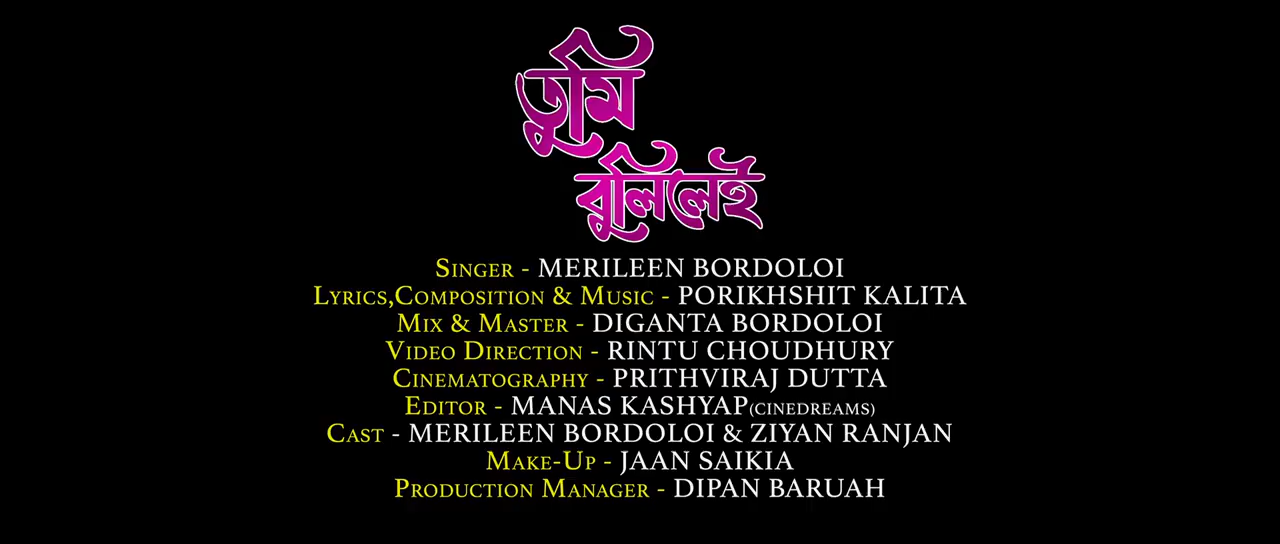 তুমি
বুলিলেই
SINGER - MERILEEN BORDOLOI
LYRICS,COMPOSITION & MUSIC - PORIKHSHIT KALITA
MIX & MASTER - DIGANTA BORDOLOI
VIDEO DIRECTION - RINTU CHOUDHURY
CINEMATOGRAPHY - PRITHVIRAJ DUTTA
EDITOR - MANAS KASHYAP(CINEDREAMS)
CAST - MERILEEN BORDOLOI & ZIYAN RANJAN
MAKE-UP - JAAN SAIKIA
PRODUCTION MANAGER - DIPAN BARUAH